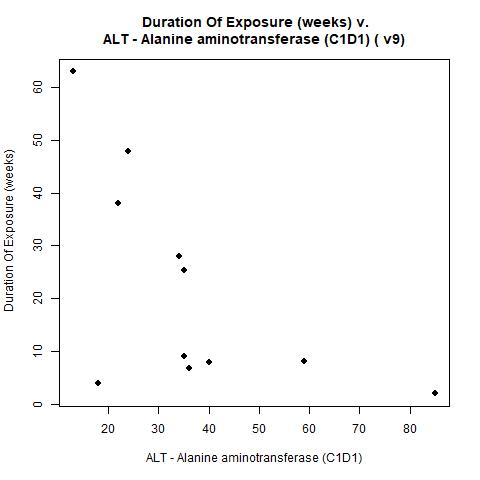 Duration Of Exposure (weeks) v.
ALT - Alanine aminotransferase (C1D1) ( v9)
Duration Of Exposure (weeks)
60
50
40
30
20
10
0
20 30 40 50 60 70 80
ALT - Alanine aminotransferase (C1D1)